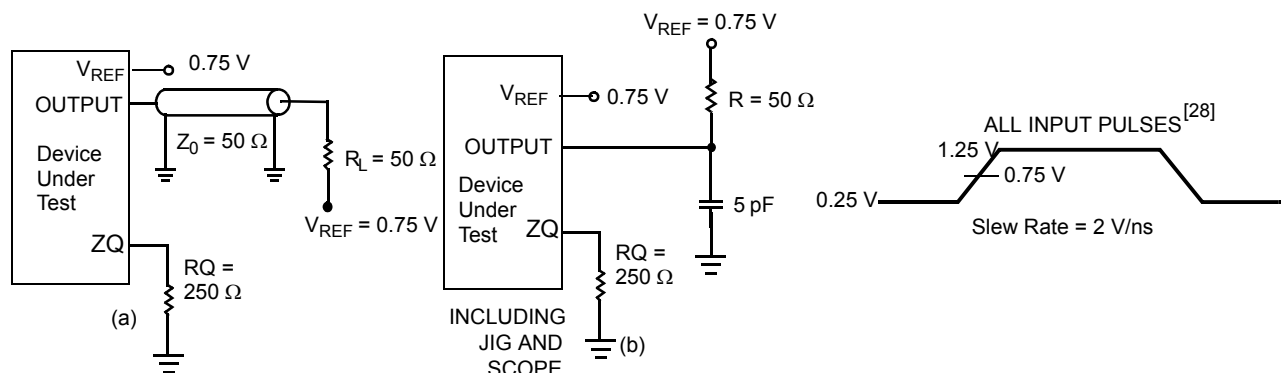 V_REF 0.75 V
OUTPUT
Z_0 = 50 Ω
Device
Under
Test
R_L = 50 Ω
V_REF = 0.75 V
ZQ
RQ =
250 Ω
(a)
V_REF = 0.75 V
R = 50 Ω
V_REF 0.75 V
OUTPUT
Device
Under
Test
5 pF
ZQ
RQ =
250 Ω
INCLUDING
JIG AND
SCOPE
(b)
ALL INPUT PULSES[28]
1.25 V
0.75 V
0.25 V
Slew Rate = 2 V/ns